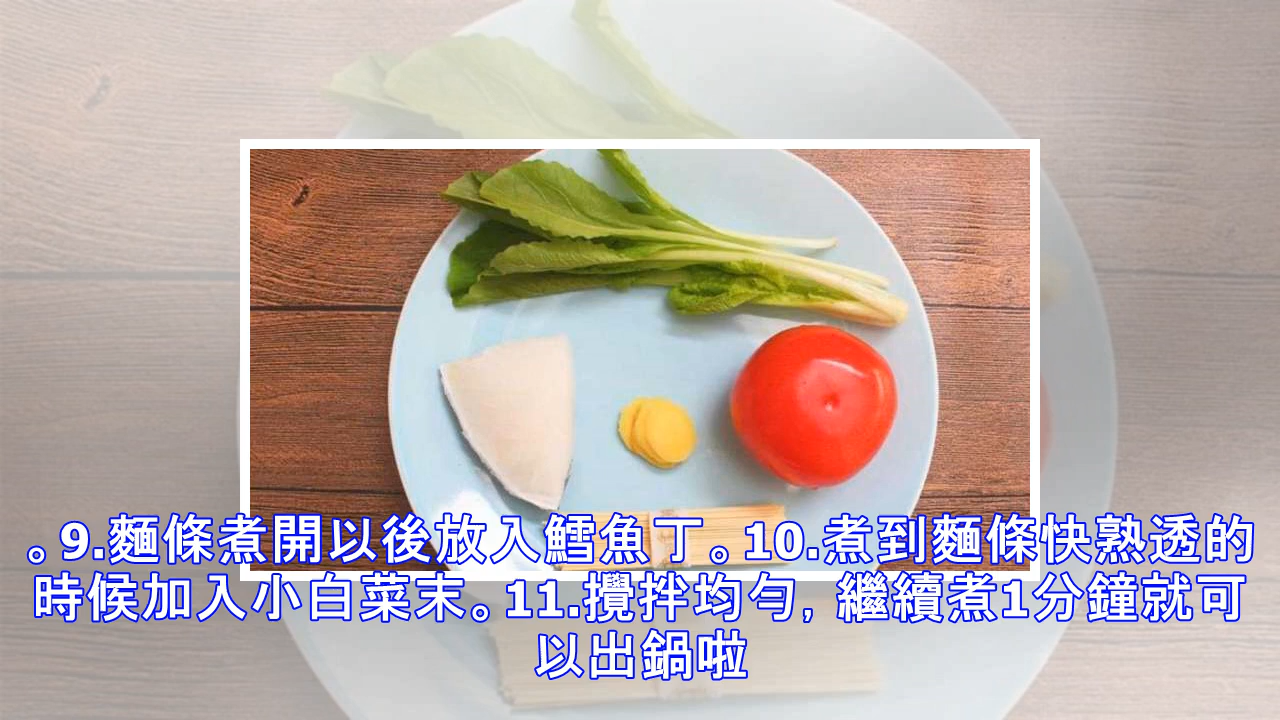 。9.麵條煮開以後放入鱈魚丁。10.煮到麵條快熟透的
時候加入小白菜末。11.攪拌均勻，繼續煮1分鐘就可
以出鍋啦